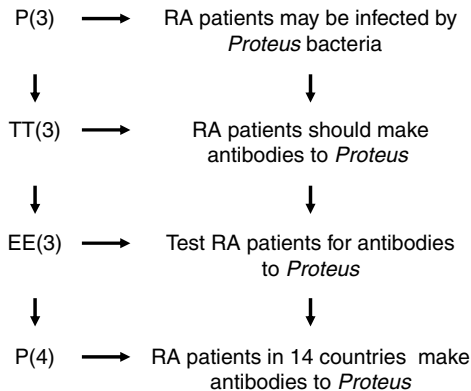 P(3) RA patients may be infected by
Proteus bacteria
TT(3) RA patients should make
antibodies to Proteus
EE(3) Test RA patients for antibodies
to Proteus
P(4) RA patients in 14 countries make
antibodies to Proteus